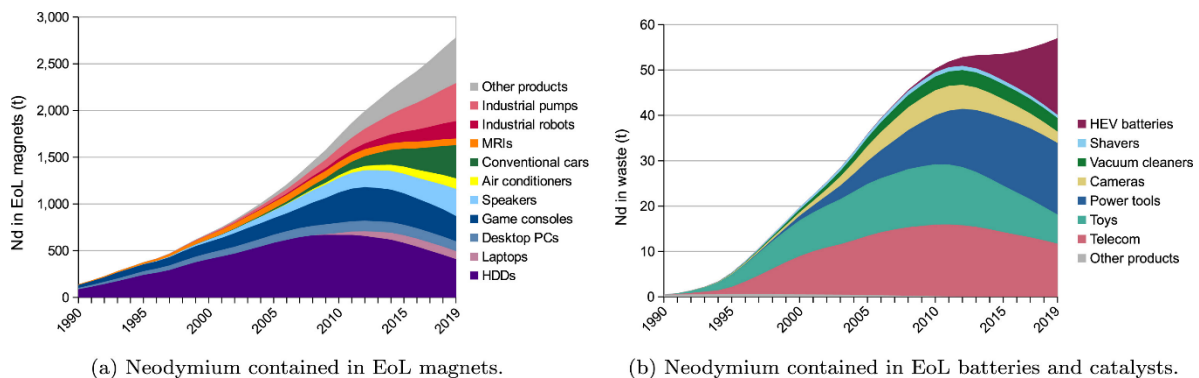 3,000
2,500
2,000
1,500
1,000
500
0
Nd in EoL magnets (t)
1990
1995
2000
2005
2010
2015
2019
Other products
Industrial pumps
Industrial robots
MRIs
Conventional cars
Air conditioners
Speakers
Game consoles
Desktop PCs
Laptops
HDDs
(a) Neodymium contained in EoL magnets.
60
50
40
30
20
10
0
Nd in waste (t)
1990
1995
2000
2005
2010
2015
2019
HEV batteries
Shavers
Vacuum cleaners
Cameras
Power tools
Toys
Telecom
Other products
(b) Neodymium contained in EoL batteries and catalysts.